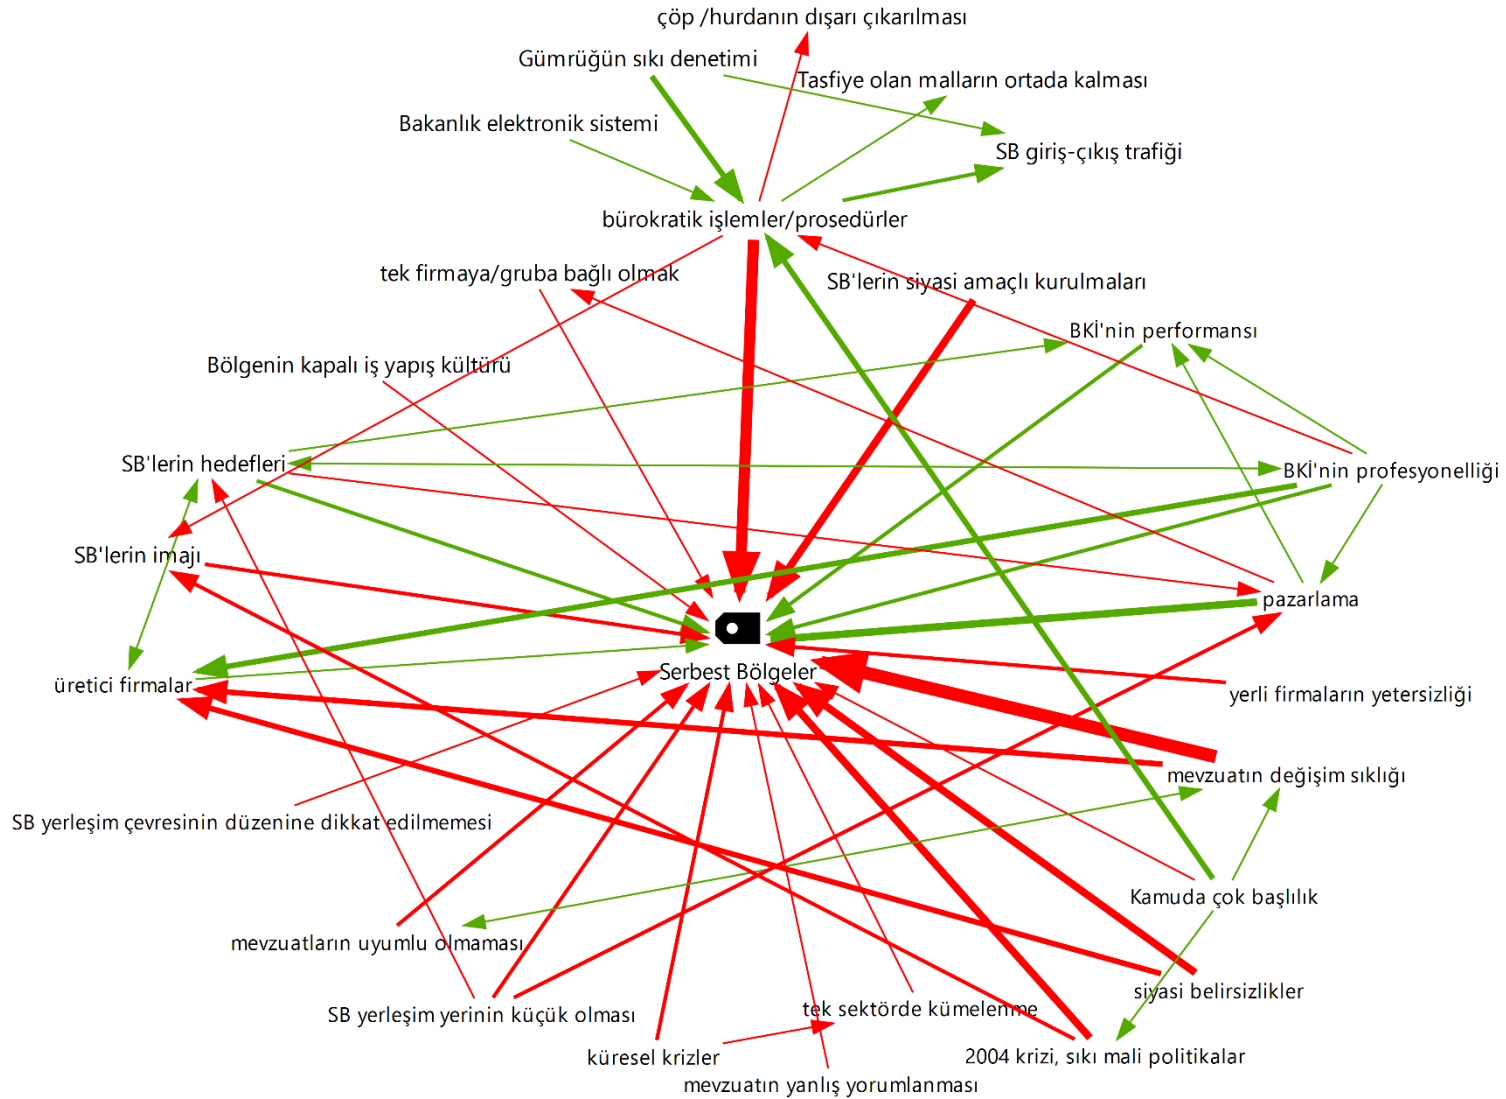 çöp /hurdanın dışarı çıkarılması
Gümrüğün sıkı denetimi
Tasfiye olan malların ortada kalması
Bakanlık elektronik sistemi
SB giriş-çıkış trafiği
bürokratik işlemler/prosedürler
tek firmaya/gruba bağlı olmak
SB'lerin siyasi amaçlı kurulmaları
BKİ'nin performansı
Bölgenin kapalı iş yapış kültürü
SB'lerin hedefleri
BKİ'nin profesyonelliği
SB'lerin imajı
pazarlama
Serbest Bölgeler
üretici firmalar
yerli firmaların yetersizliği
mevzuatın değişim sıklığı
SB yerleşim çevresinin düzenine dikkat edilmemesi
Kamuda çok başlılık
mevzuatların uyumlu olmaması
siyasi belirsizlikler
SB yerleşim yerinin küçük olması
tek sektörde kümelenme
küresel krizler
2004 krizi, sıkı mali politikalar
mevzuatın yanlış yorumlanması